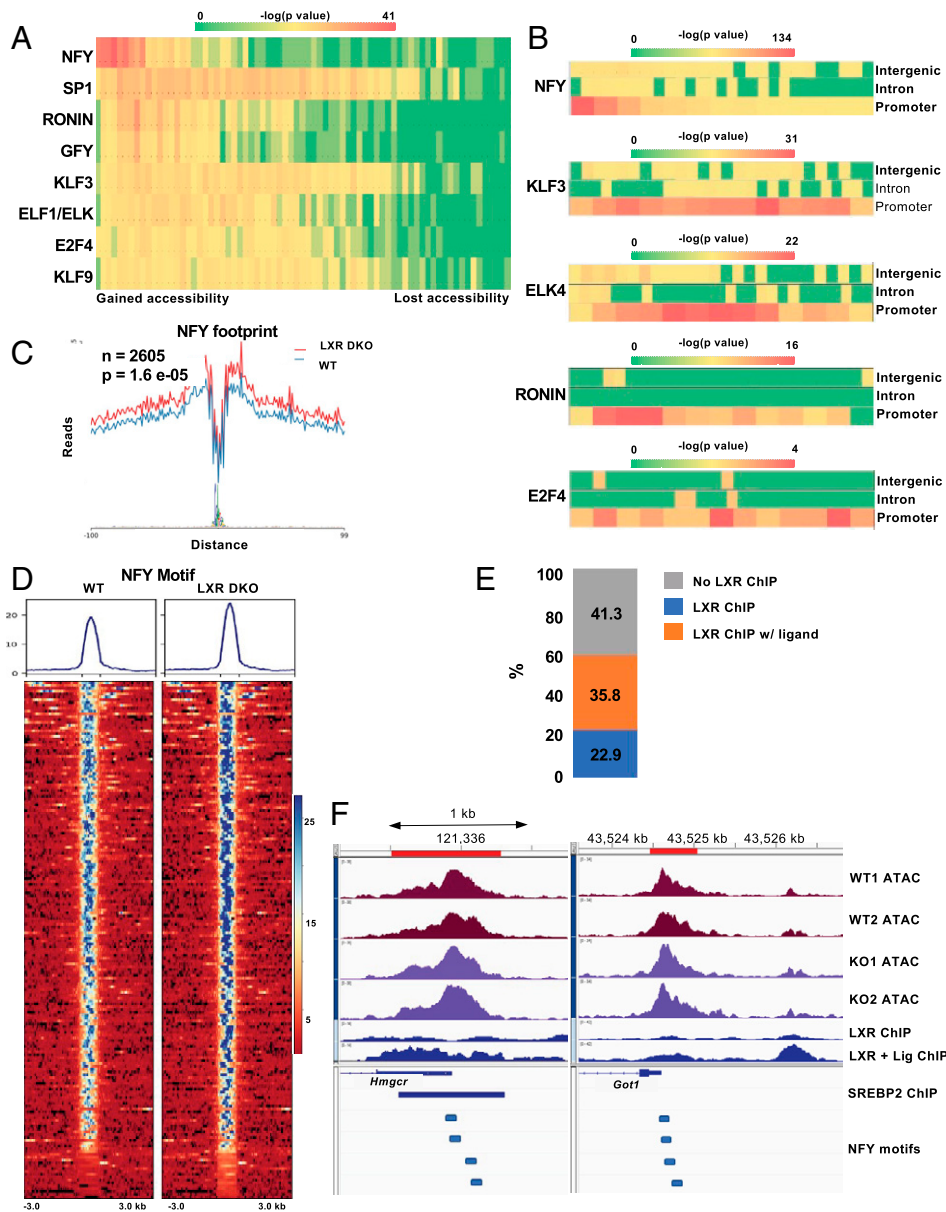 A
0 -log(p value) 41
NFY
SP1
RONIN
GFY
KLF3
ELF1/ELK
E2F4
KLF9
Gained accessibility Lost accessibility
B
0 -log(p value) 134
NFY
Intergenic
Intron
Promoter
0 -log(p value) 31
KLF3
Intergenic
Intron
Promoter
0 -log(p value) 22
ELK4
Intergenic
Intron
Promoter
0 -log(p value) 16
RONIN
Intergenic
Intron
Promoter
0 -log(p value) 4
E2F4
Intergenic
Intron
Promoter
C
NFY footprint
n = 2605
p = 1.6 e-05
LXR DKO
WT
Reads
-100 99
Distance
D
NFY Motif
WT LXR DKO
20
10
0
25
15
5
-3.0 3.0 kb -3.0 3.0 kb
E
100
80
60
40
20
0
%
41.3
35.8
22.9
No LXR ChIP
LXR ChIP
LXR ChIP w/ ligand
F
1 kb
121,336
43,524 kb 43,525 kb 43,526 kb
WT1 ATAC
WT2 ATAC
KO1 ATAC
KO2 ATAC
LXR ChIP
LXR + Lig ChIP
Hmgcr Got1
SREBP2 ChIP
NFY motifs